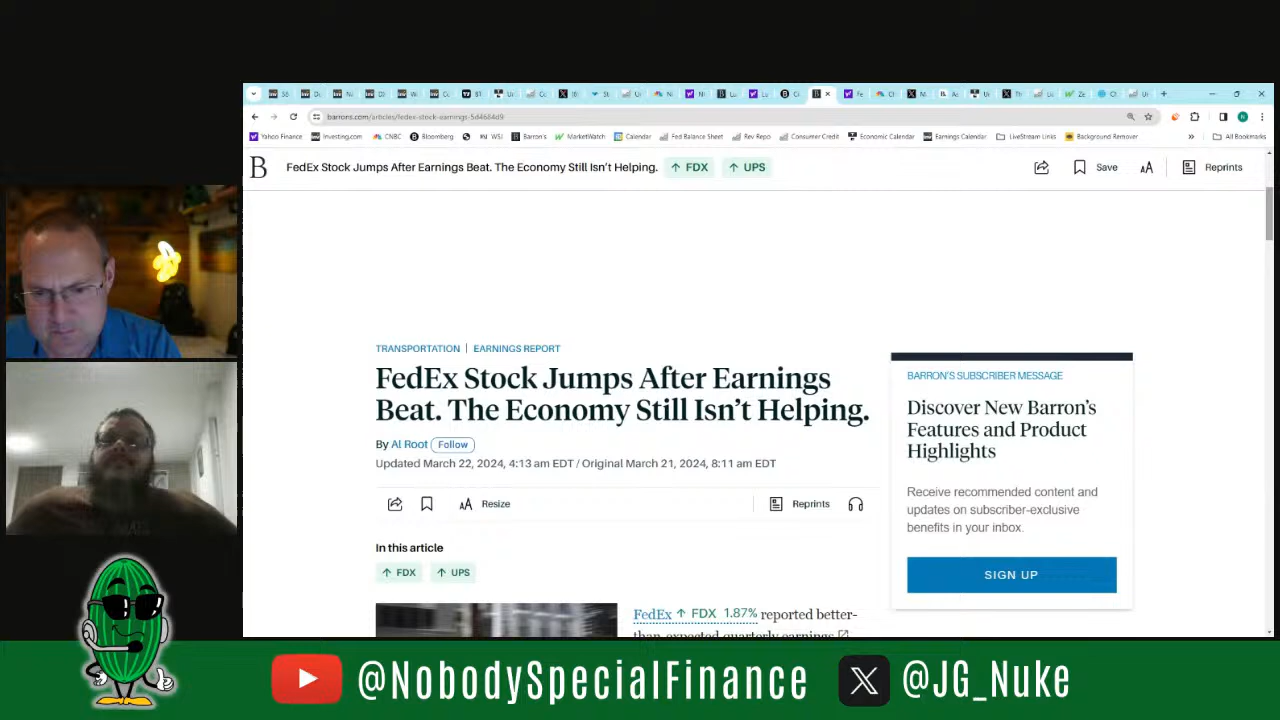 barrons.com/articles/fedex-stock-earnings-5d4684d9
Yahoo Finance Investing.com CNBC Bloomberg WSJ Barron's MarketWatch Calendar Fed Balance Sheet Rev Repo Consumer Credit Economic Calendar Earnings Calendar LiveStream Links Background Remover » All Bookmarks
B FedEx Stock Jumps After Earnings Beat. The Economy Still Isn't Helping. ↑ FDX ↑ UPS Save AA Reprints
TRANSPORTATION | EARNINGS REPORT
FedEx Stock Jumps After Earnings
Beat. The Economy Still Isn't Helping.
By Al Root Follow
Updated March 22, 2024, 4:13 am EDT / Original March 21, 2024, 8:11 am EDT
AA Resize Reprints
In this article
↑ FDX ↑ UPS
FedEx ↑ FDX 1.87% reported better-
than-expected quarterly earnings
BARRON'S SUBSCRIBER MESSAGE
Discover New Barron's
Features and Product
Highlights
Receive recommended content and
updates on subscriber-exclusive
benefits in your inbox.
SIGN UP
@NobodySpecialFinance @JG_Nuke